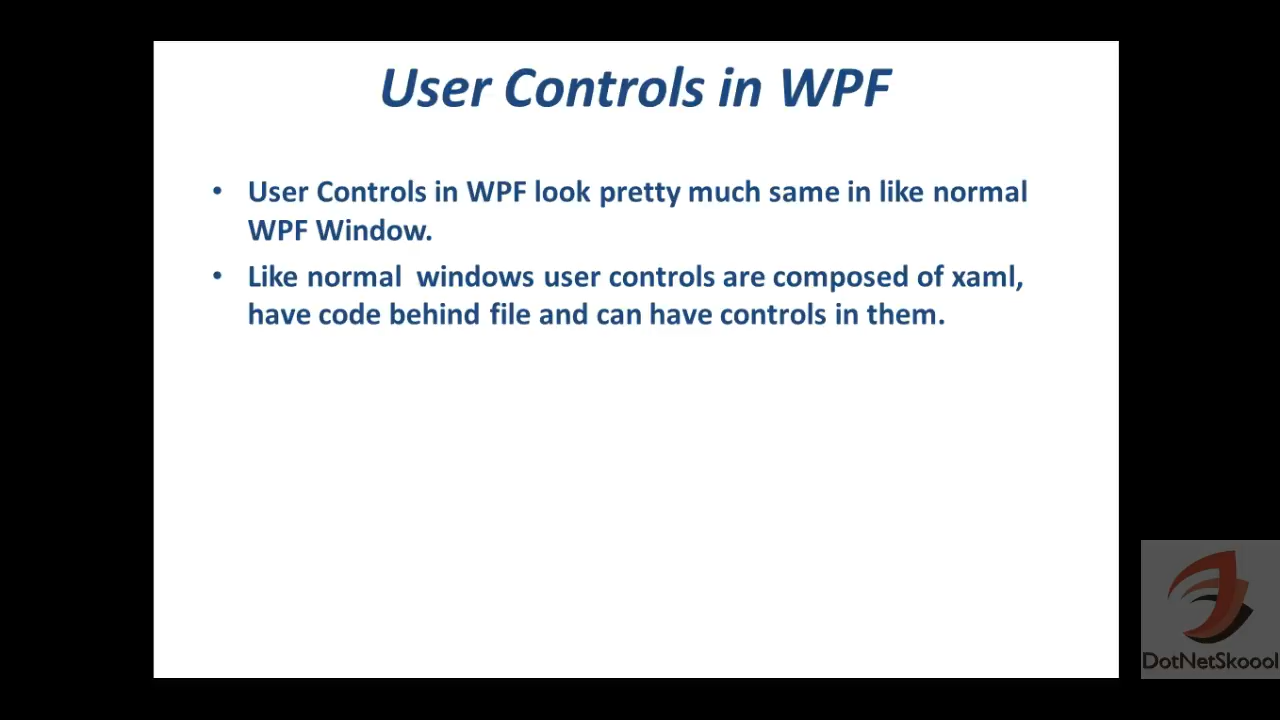 User Controls in WPF
• User Controls in WPF look pretty much same in like normal
WPF Window.
• Like normal  windows user controls are composed of xaml,
have code behind file and can have controls in them.
DotNetSkoool